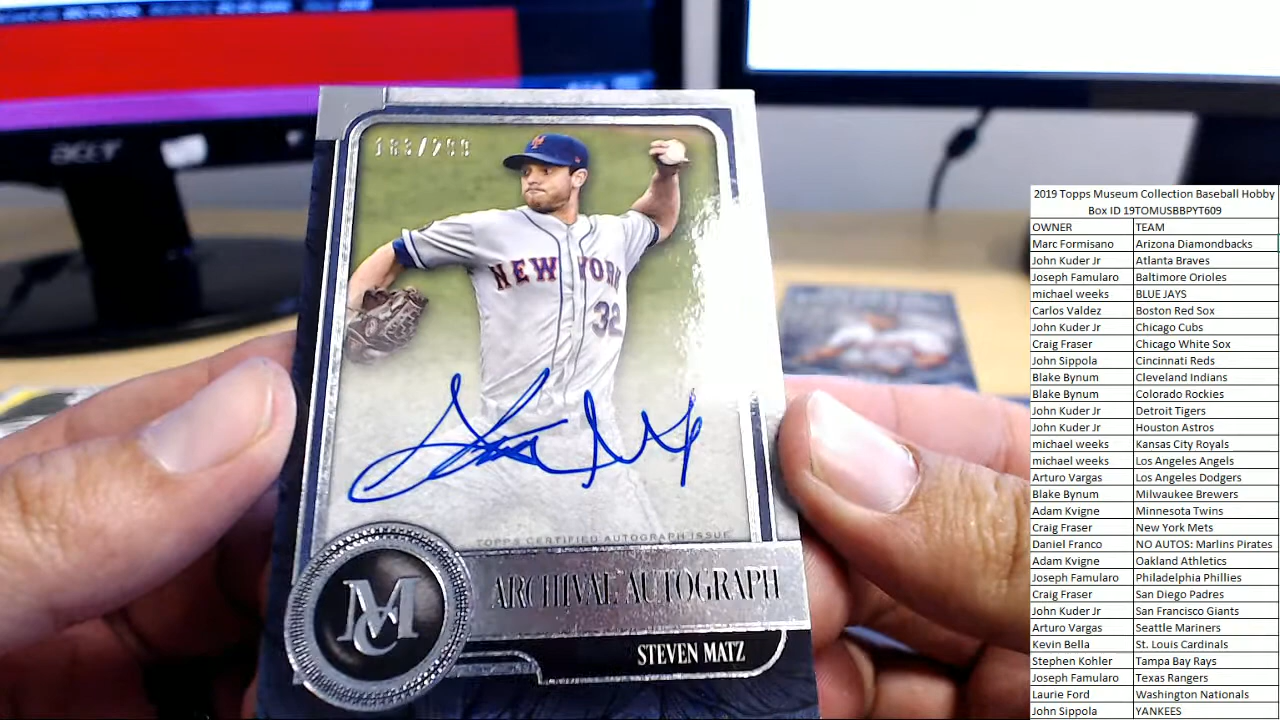 acer
183/299
NEW YORK
32
TOPPS CERTIFIED AUTOGRAPH ISSUE
ARCHIVAL AUTOGRAPH
MC
STEVEN MATZ
2019 Topps Museum Collection Baseball Hobby
Box ID 19TOMUSBBPYT609
OWNER TEAM
Marc Formisano Arizona Diamondbacks
John Kuder Jr Atlanta Braves
Joseph Famularo Baltimore Orioles
michael weeks BLUE JAYS
Carlos Valdez Boston Red Sox
John Kuder Jr Chicago Cubs
Craig Fraser Chicago White Sox
John Sippola Cincinnati Reds
Blake Bynum Cleveland Indians
Blake Bynum Colorado Rockies
John Kuder Jr Detroit Tigers
John Kuder Jr Houston Astros
michael weeks Kansas City Royals
michael weeks Los Angeles Angels
Arturo Vargas Los Angeles Dodgers
Blake Bynum Milwaukee Brewers
Adam Kvigne Minnesota Twins
Craig Fraser New York Mets
Daniel Franco NO AUTOS: Marlins Pirates
Adam Kvigne Oakland Athletics
Joseph Famularo Philadelphia Phillies
Craig Fraser San Diego Padres
John Kuder Jr San Francisco Giants
Arturo Vargas Seattle Mariners
Kevin Bella St. Louis Cardinals
Stephen Kohler Tampa Bay Rays
Joseph Famularo Texas Rangers
Laurie Ford Washington Nationals
John Sippola YANKEES